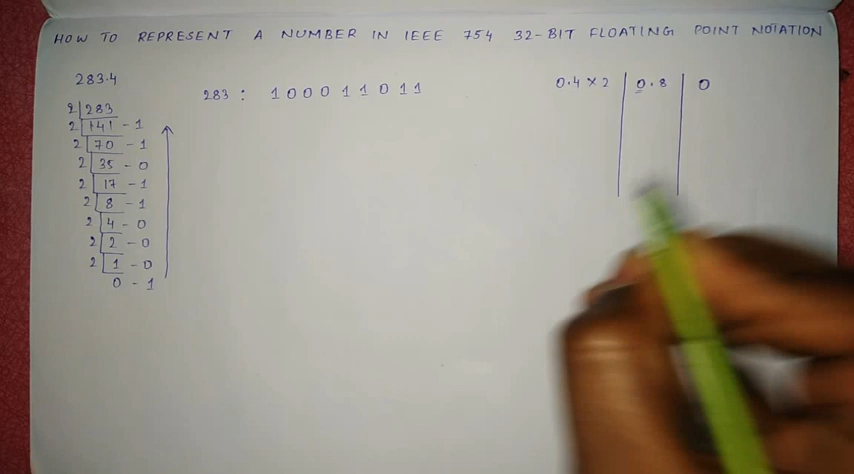 HOW TO REPRESENT A NUMBER IN IEEE 754 32-BIT FLOATING POINT NOTATION
283.4
283 : 1 0 0 0 1 1 0 1 1
0.4 × 2 | 0.8 | 0
2 283
2 141 - 1
2 70 - 1
2 35 - 0
2 17 - 1
2 8 - 1
2 4 - 0
2 2 - 0
2 1 - 0
0 - 1